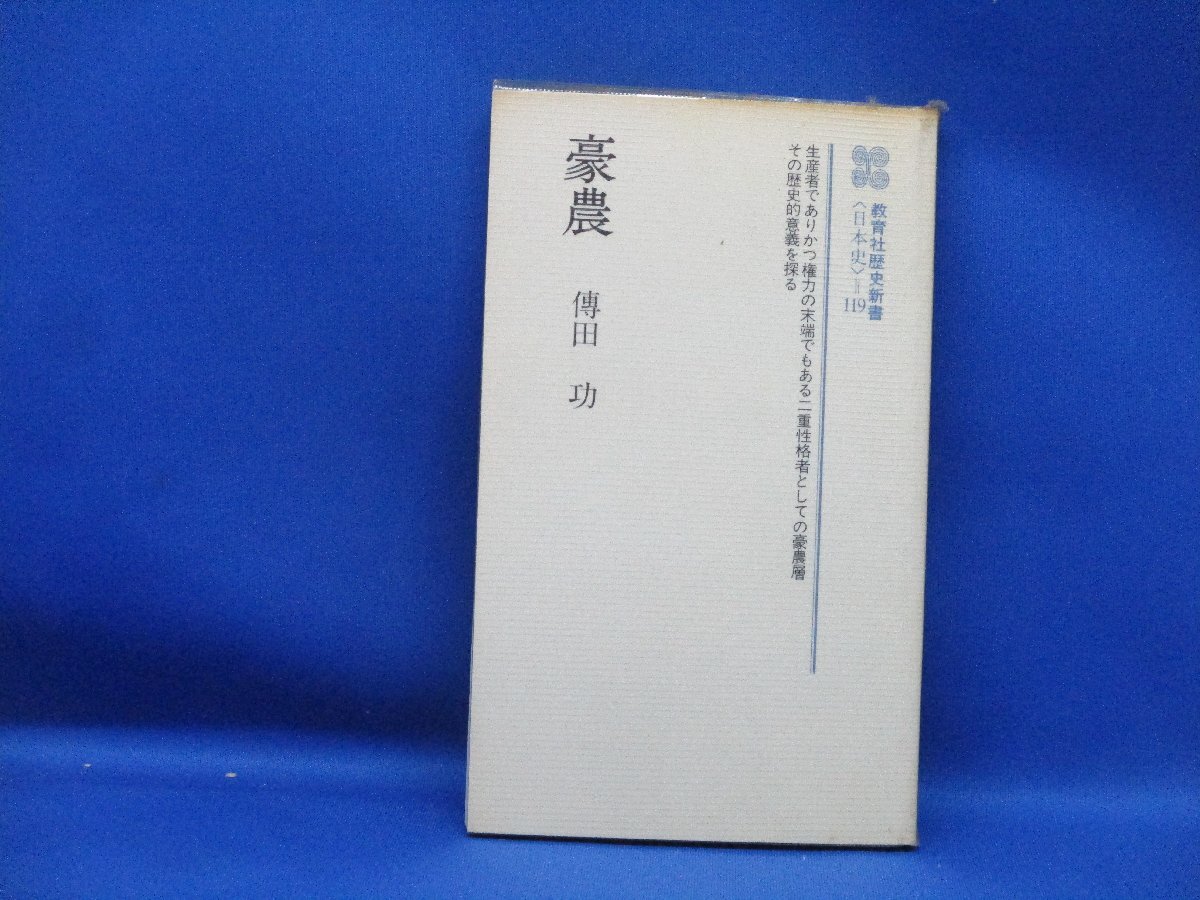 教育社歴史新書
〈日本史〉=119
生産者でありかつ権力の末端でもある二重性格者としての豪農層
その歴史的意義を探る
豪農
傳田 功